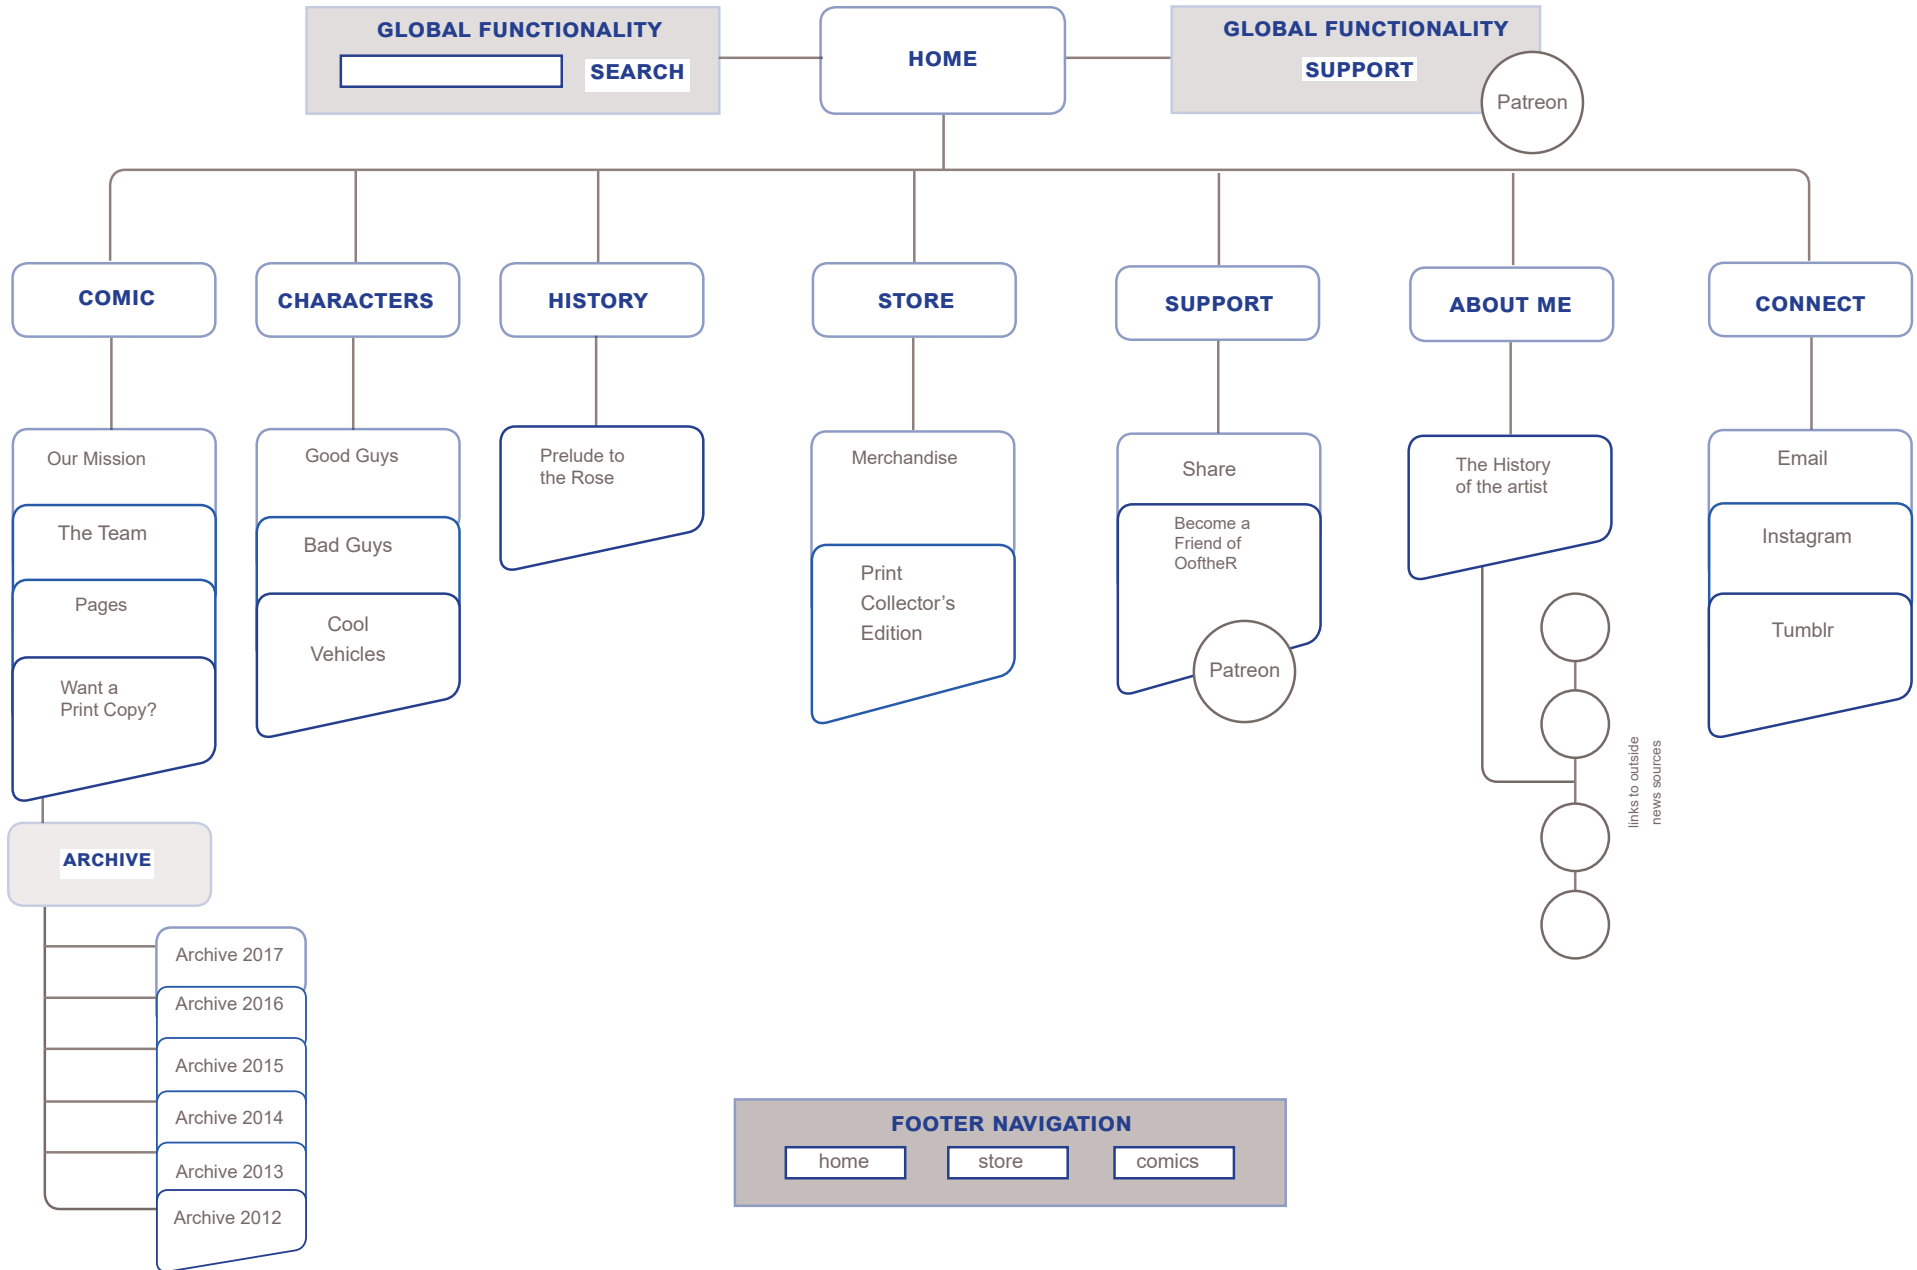 GLOBAL FUNCTIONALITY
SEARCH
HOME
GLOBAL FUNCTIONALITY
SUPPORT
Patreon
COMIC
CHARACTERS
HISTORY
STORE
SUPPORT
ABOUT ME
CONNECT
Our Mission
The Team
Pages
Want a
Print Copy?
Good Guys
Bad Guys
Cool
Vehicles
Prelude to
the Rose
Merchandise
Print
Collector’s
Edition
Share
Become a
Friend of
OoftheR
Patreon
The History
of the artist
links to outside
news sources
Email
Instagram
Tumblr
ARCHIVE
Archive 2017
Archive 2016
Archive 2015
Archive 2014
Archive 2013
Archive 2012
FOOTER NAVIGATION
home
store
comics